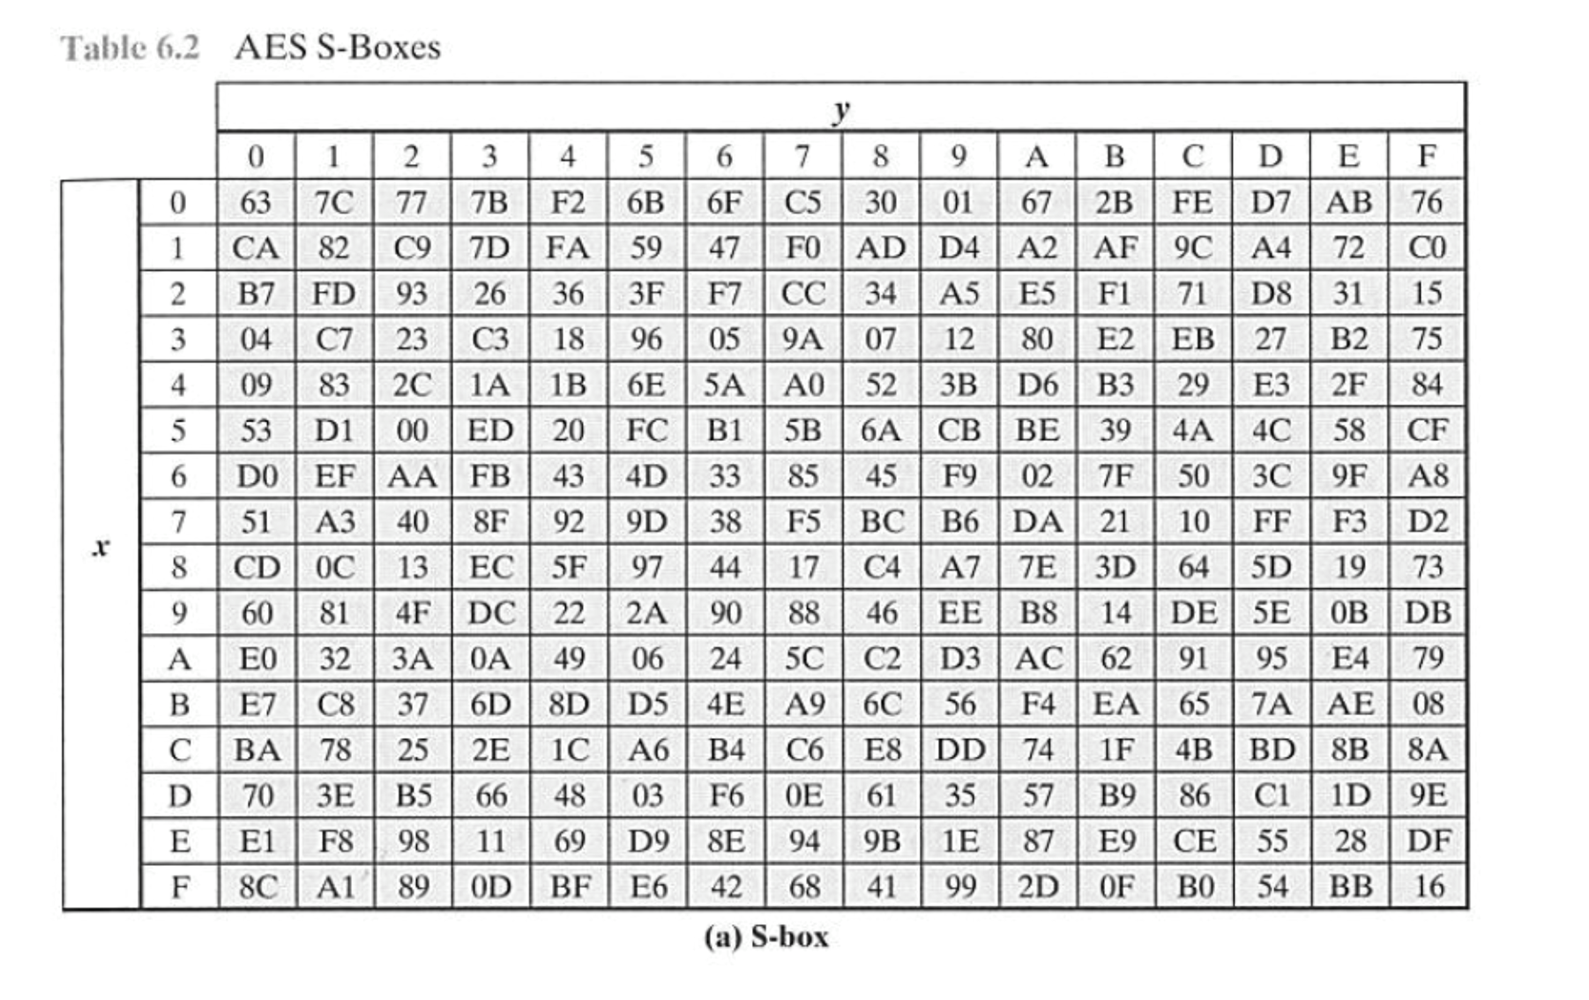 Table 6.2 AES S-Boxes
y
0 1 2 3 4 5 6 7 8 9 A B C D E F
0 63 7C 77 7B F2 6B 6F C5 30 01 67 2B FE D7 AB 76
1 CA 82 C9 7D FA 59 47 F0 AD D4 A2 AF 9C A4 72 C0
2 B7 FD 93 26 36 3F F7 CC 34 A5 E5 F1 71 D8 31 15
3 04 C7 23 C3 18 96 05 9A 07 12 80 E2 EB 27 B2 75
4 09 83 2C 1A 1B 6E 5A A0 52 3B D6 B3 29 E3 2F 84
5 53 D1 00 ED 20 FC B1 5B 6A CB BE 39 4A 4C 58 CF
6 D0 EF AA FB 43 4D 33 85 45 F9 02 7F 50 3C 9F A8
7 51 A3 40 8F 92 9D 38 F5 BC B6 DA 21 10 FF F3 D2
x
8 CD 0C 13 EC 5F 97 44 17 C4 A7 7E 3D 64 5D 19 73
9 60 81 4F DC 22 2A 90 88 46 EE B8 14 DE 5E 0B DB
A E0 32 3A 0A 49 06 24 5C C2 D3 AC 62 91 95 E4 79
B E7 C8 37 6D 8D D5 4E A9 6C 56 F4 EA 65 7A AE 08
C BA 78 25 2E 1C A6 B4 C6 E8 DD 74 1F 4B BD 8B 8A
D 70 3E B5 66 48 03 F6 0E 61 35 57 B9 86 C1 1D 9E
E E1 F8 98 11 69 D9 8E 94 9B 1E 87 E9 CE 55 28 DF
F 8C A1 89 0D BF E6 42 68 41 99 2D 0F B0 54 BB 16
(a) S-box